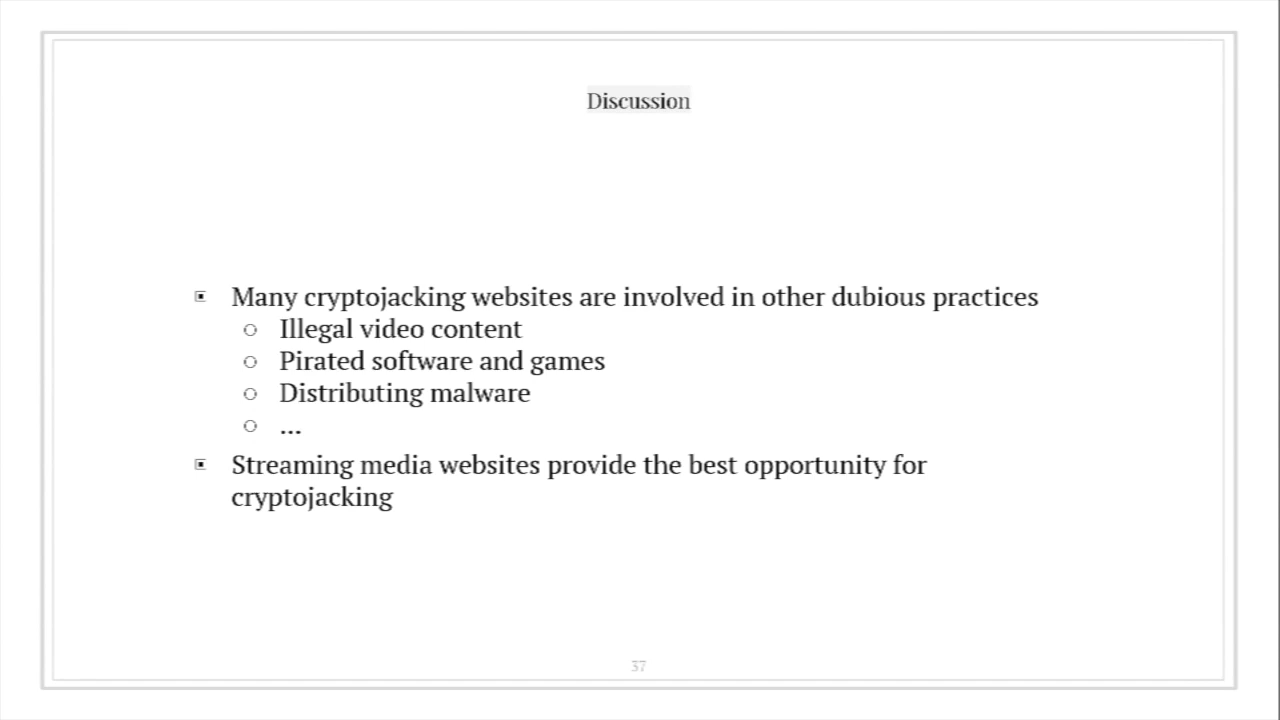 Discussion
Many cryptojacking websites are involved in other dubious practices
Illegal video content
Pirated software and games
Distributing malware
...
Streaming media websites provide the best opportunity for
cryptojacking
37